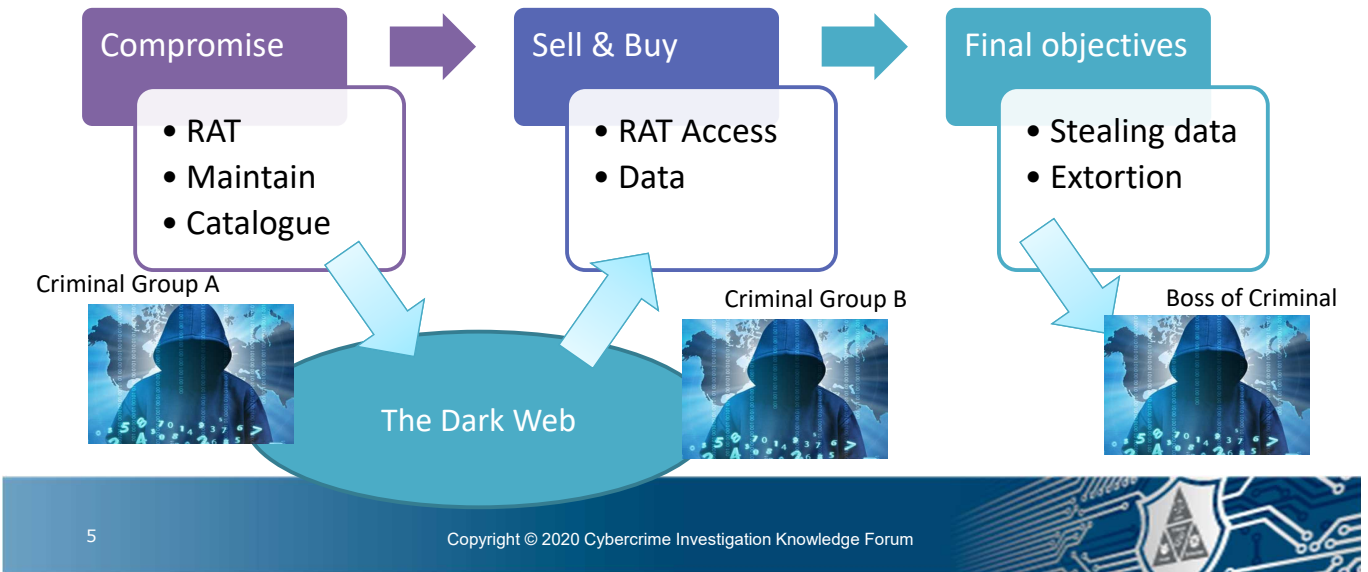 Compromise
• RAT
• Maintain
• Catalogue
Sell & Buy
• RAT Access
• Data
Final objectives
• Stealing data
• Extortion
Criminal Group A
The Dark Web
Criminal Group B
Boss of Criminal
5
Copyright © 2020 Cybercrime Investigation Knowledge Forum